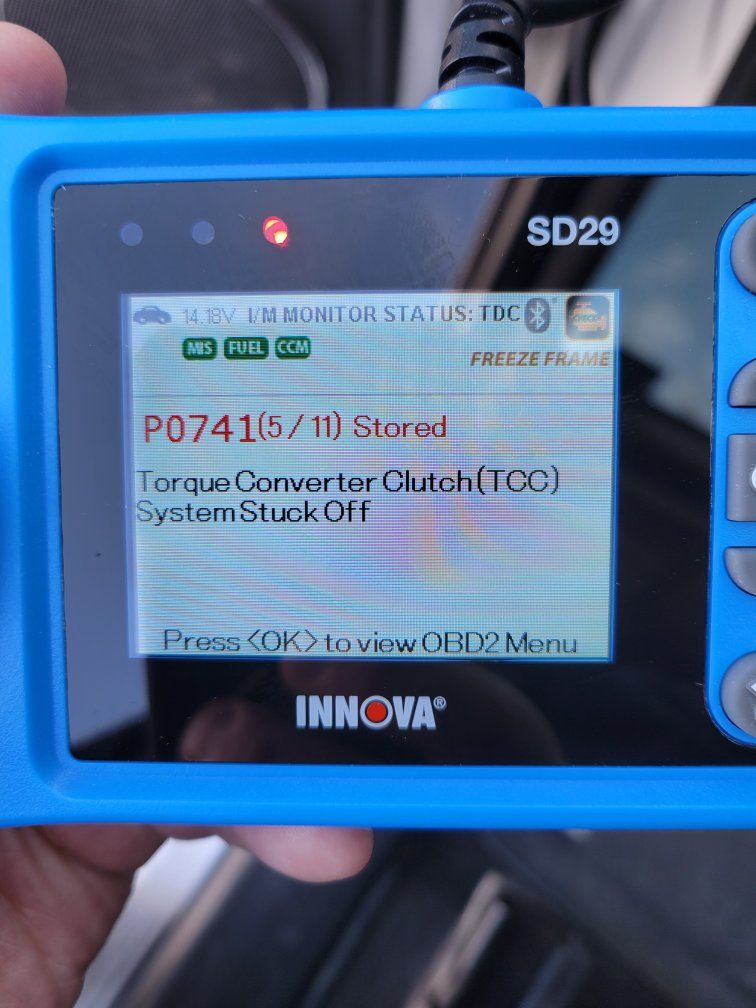 SD29
14.18V I/M MONITOR STATUS: TDC
MIS FUEL CCM
CHECK
FREEZE FRAME
P0741(5/11) Stored
Torque Converter Clutch(TCC)
System Stuck Off
Press <OK> to view OBD2 Menu
INNOVA®